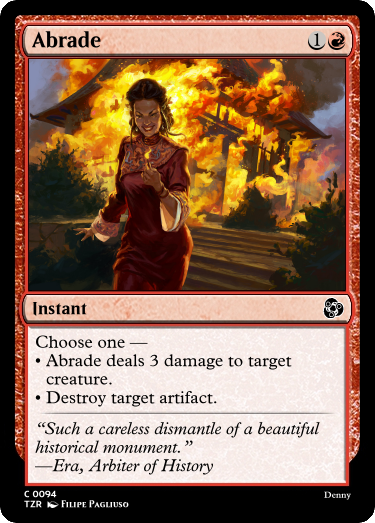 Abrade 1
Instant
Choose one —
• Abrade deals 3 damage to target
creature.
• Destroy target artifact.
“Such a careless dismantle of a beautiful
historical monument.”
—Era, Arbiter of History
C 0094
TZR Filipe Pagliuso
Denny